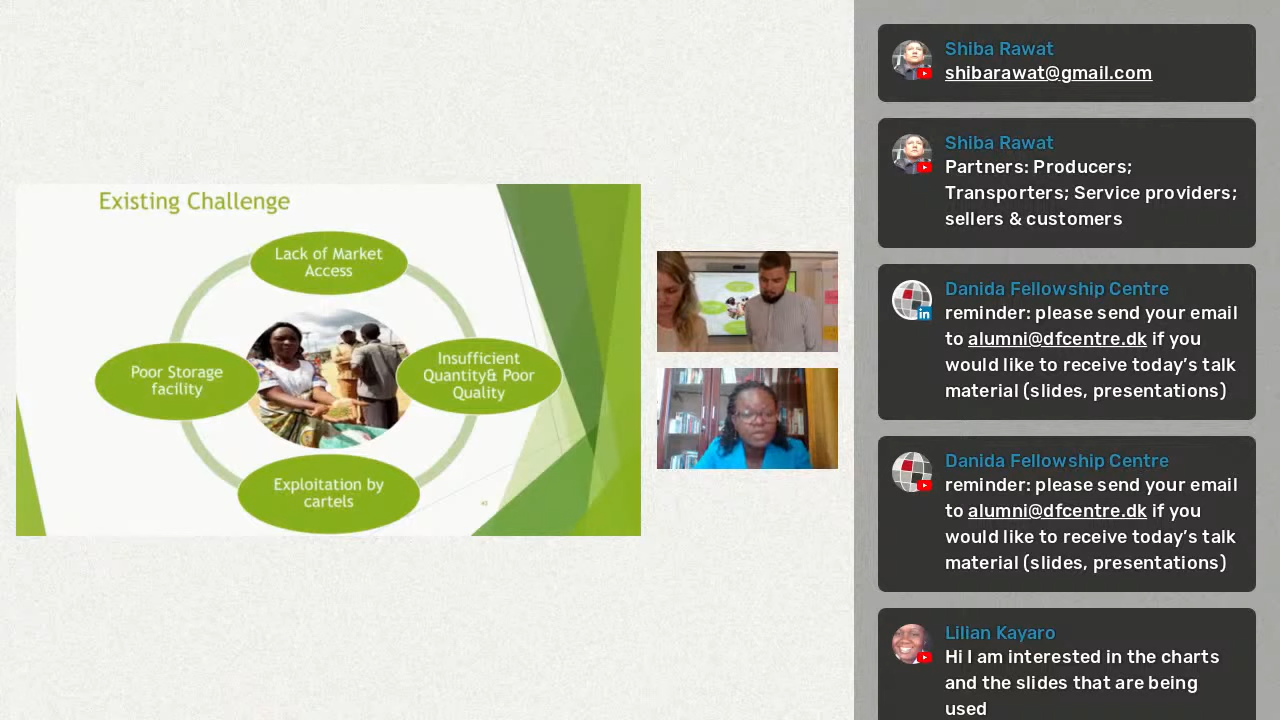 Existing Challenge
Lack of Market
Access
Insufficient
Quantity& Poor
Quality
Exploitation by
cartels
Poor Storage
facility
Shiba Rawat
shibarawat@gmail.com
Shiba Rawat
Partners: Producers;
Transporters; Service providers;
sellers & customers
Danida Fellowship Centre
reminder: please send your email
to alumni@dfcentre.dk if you
would like to receive today’s talk
material (slides, presentations)
Danida Fellowship Centre
reminder: please send your email
to alumni@dfcentre.dk if you
would like to receive today’s talk
material (slides, presentations)
Lilian Kayaro
Hi I am interested in the charts
and the slides that are being
used